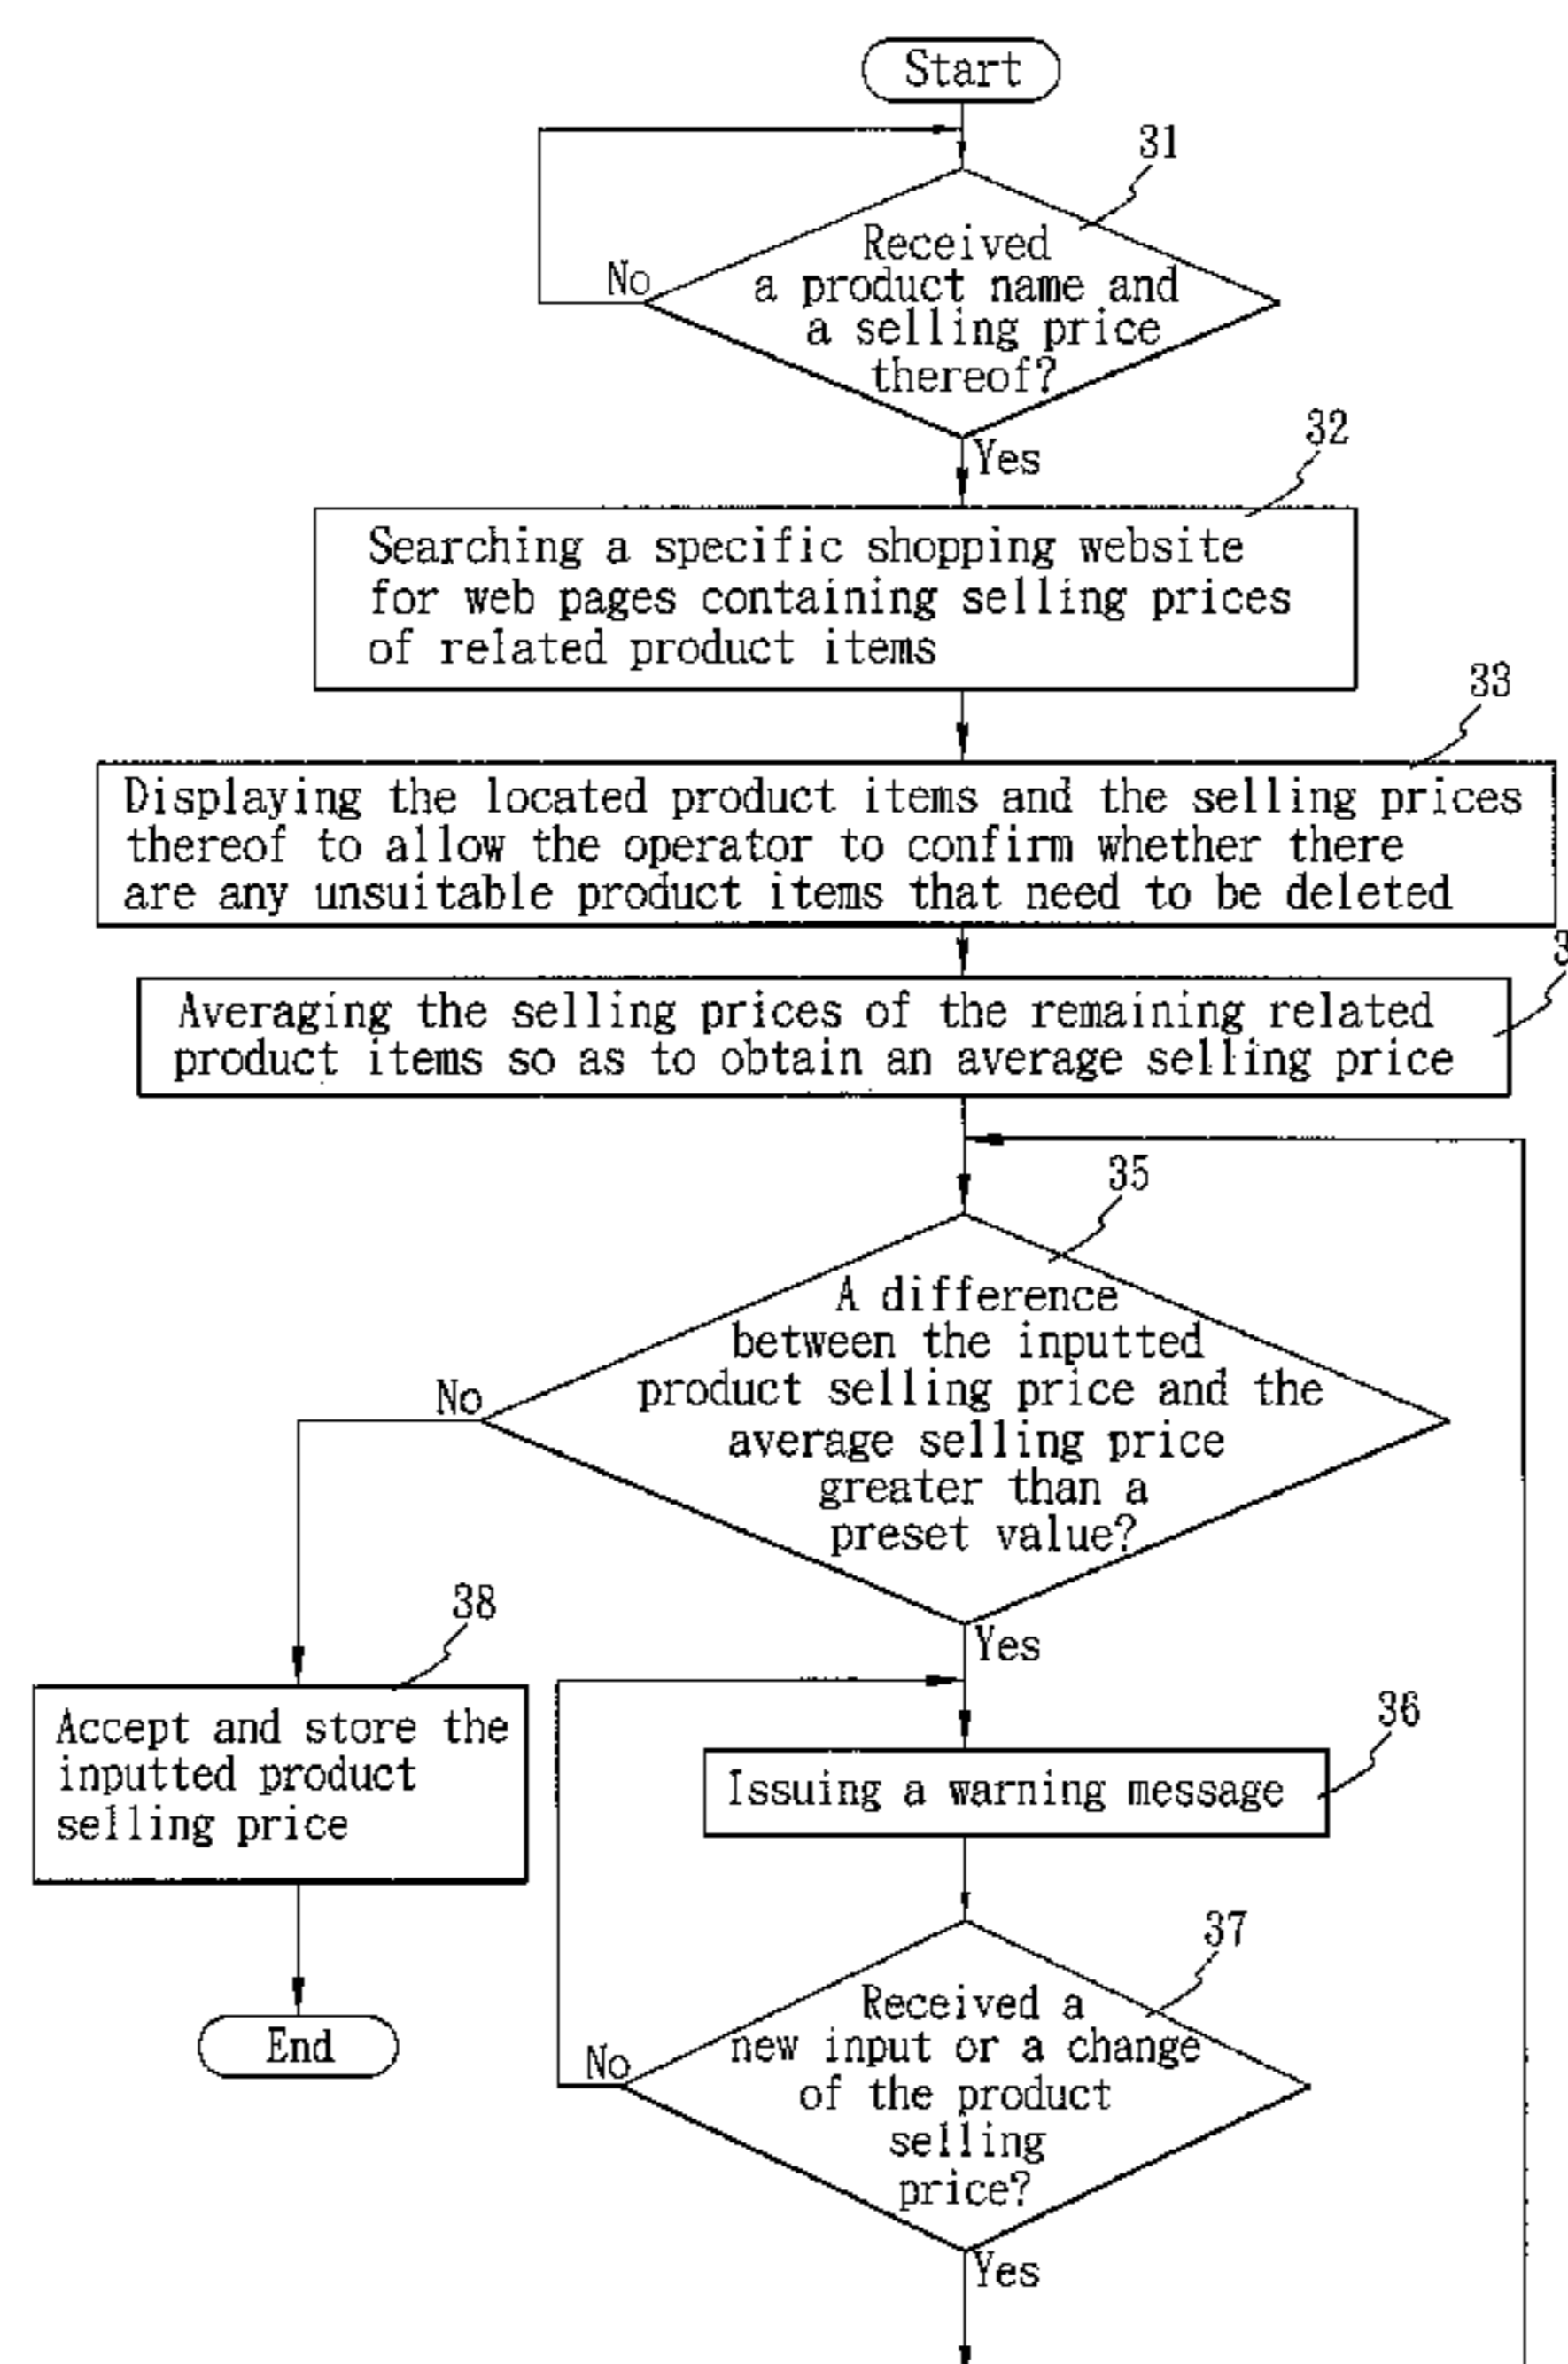 Start
31
Received
a product name and
a selling price
thereof?
No
Yes
32
Searching a specific shopping website
for web pages containing selling prices
of related product items
33
Displaying the located product items and the selling prices
thereof to allow the operator to confirm whether there
are any unsuitable product items that need to be deleted
3
Averaging the selling prices of the remaining related
product items so as to obtain an average selling price
35
A difference
between the inputted
product selling price and the
average selling price
greater than a
preset value?
No
Yes
38
Accept and store the
inputted product
selling price
End
36
Issuing a warning message
37
Received a
new input or a change
of the product
selling
price?
No
Yes